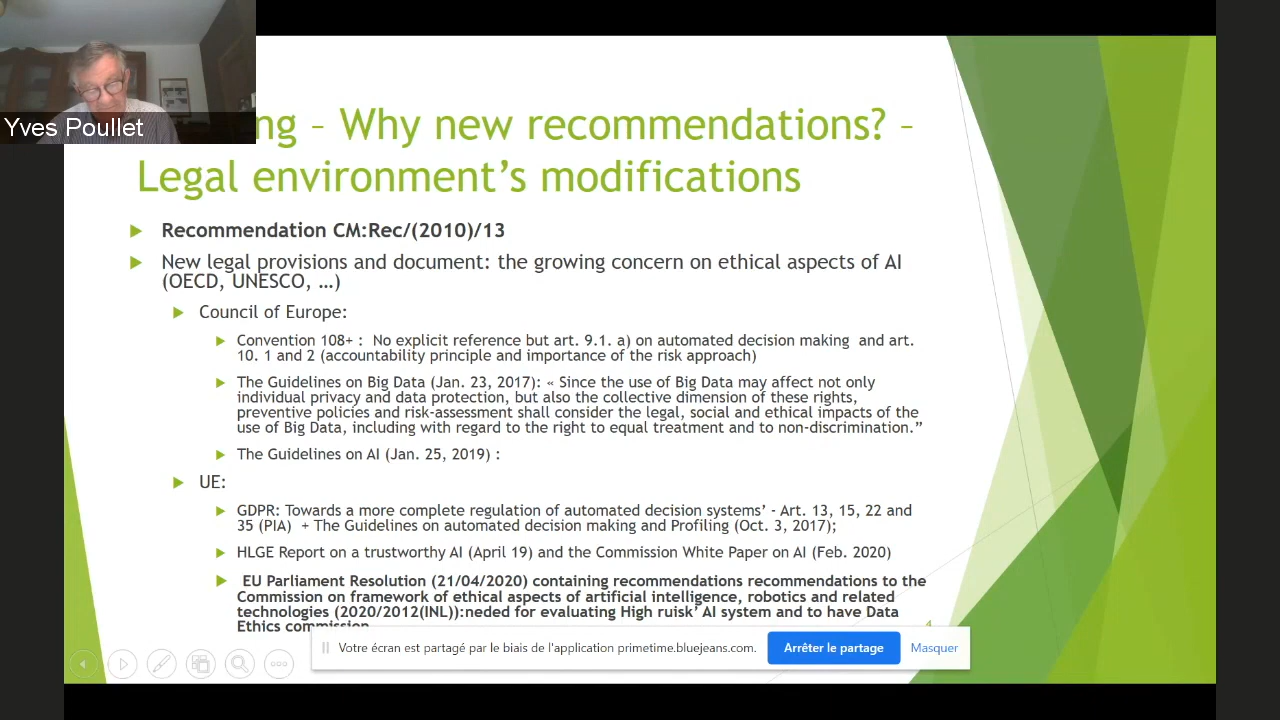 Yves Poullet
ng – Why new recommendations? –
Legal environment's modifications
Recommendation CM:Rec/(2010)/13
New legal provisions and document: the growing concern on ethical aspects of AI
(OECD, UNESCO, …)
Council of Europe:
Convention 108+ : No explicit reference but art. 9.1. a) on automated decision making and art.
10. 1 and 2 (accountability principle and importance of the risk approach)
The Guidelines on Big Data (Jan. 23, 2017): « Since the use of Big Data may affect not only
individual privacy and data protection, but also the collective dimension of these rights,
preventive policies and risk-assessment shall consider the legal, social and ethical impacts of the
use of Big Data, including with regard to the right to equal treatment and to non-discrimination.”
The Guidelines on AI (Jan. 25, 2019) :
UE:
GDPR: Towards a more complete regulation of automated decision systems’ - Art. 13, 15, 22 and
35 (PIA) + The Guidelines on automated decision making and Profiling (Oct. 3, 2017);
HLGE Report on a trustworthy AI (April 19) and the Commission White Paper on AI (Feb. 2020)
EU Parliament Resolution (21/04/2020) containing recommendations recommendations to the
Commission on framework of ethical aspects of artificial intelligence, robotics and related
technologies (2020/2012(INL)):neded for evaluating High ruisk’ AI system and to have Data
Ethics commission
4
Votre écran est partagé par le biais de l'application primetime.bluejeans.com.
Arrêter le partage
Masquer